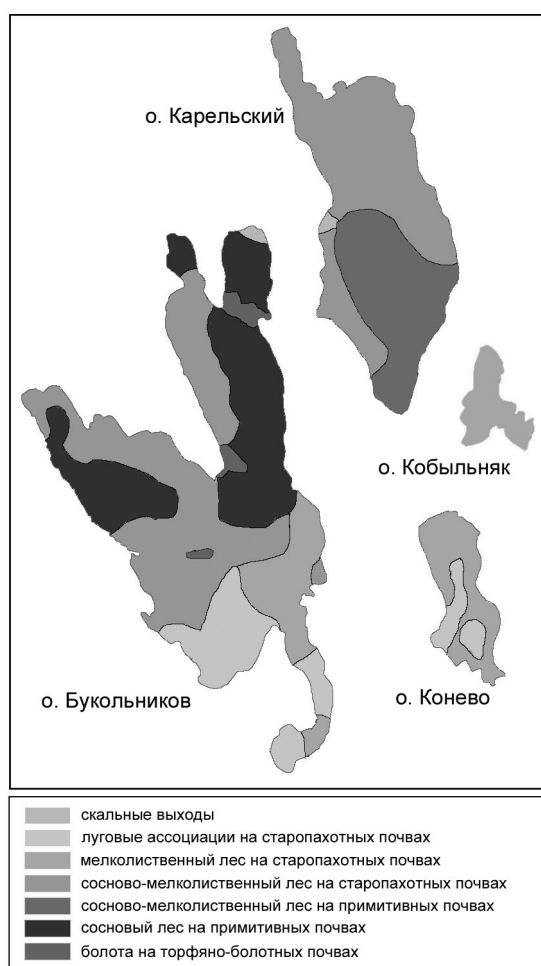 о. Карельский
о. Кобыльняк
о. Букольников
о. Конево
скальные выходы
луговые ассоциации на старопахотных почвах
мелколиственный лес на старопахотных почвах
сосново-мелколиственный лес на старопахотных почвах
сосново-мелколиственный лес на примитивных почвах
сосновый лес на примитивных почвах
болота на торфяно-болотных почвах